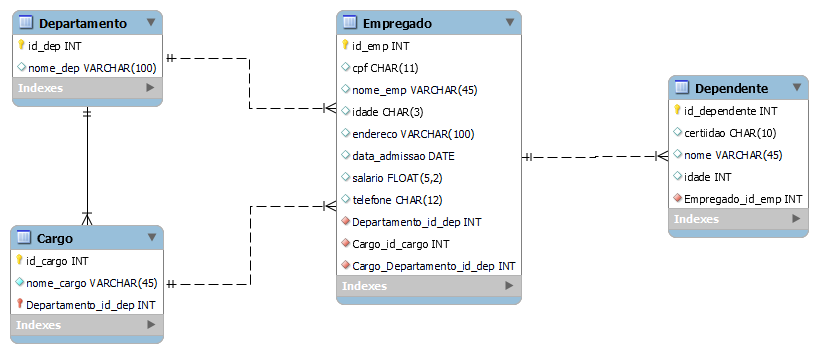 Departamento
id_dep INT
nome_dep VARCHAR(100)
Indexes
Empregado
id_emp INT
cpf CHAR(11)
nome_emp VARCHAR(45)
idade CHAR(3)
endereco VARCHAR(100)
data_admissao DATE
salario FLOAT(5,2)
telefone CHAR(12)
Departamento_id_dep INT
Cargo_id_cargo INT
Cargo_Departamento_id_dep INT
Indexes
Dependente
id_dependente INT
certiidao CHAR(10)
nome VARCHAR(45)
idade INT
Empregado_id_emp INT
Indexes
Cargo
id_cargo INT
nome_cargo VARCHAR(45)
Departamento_id_dep INT
Indexes